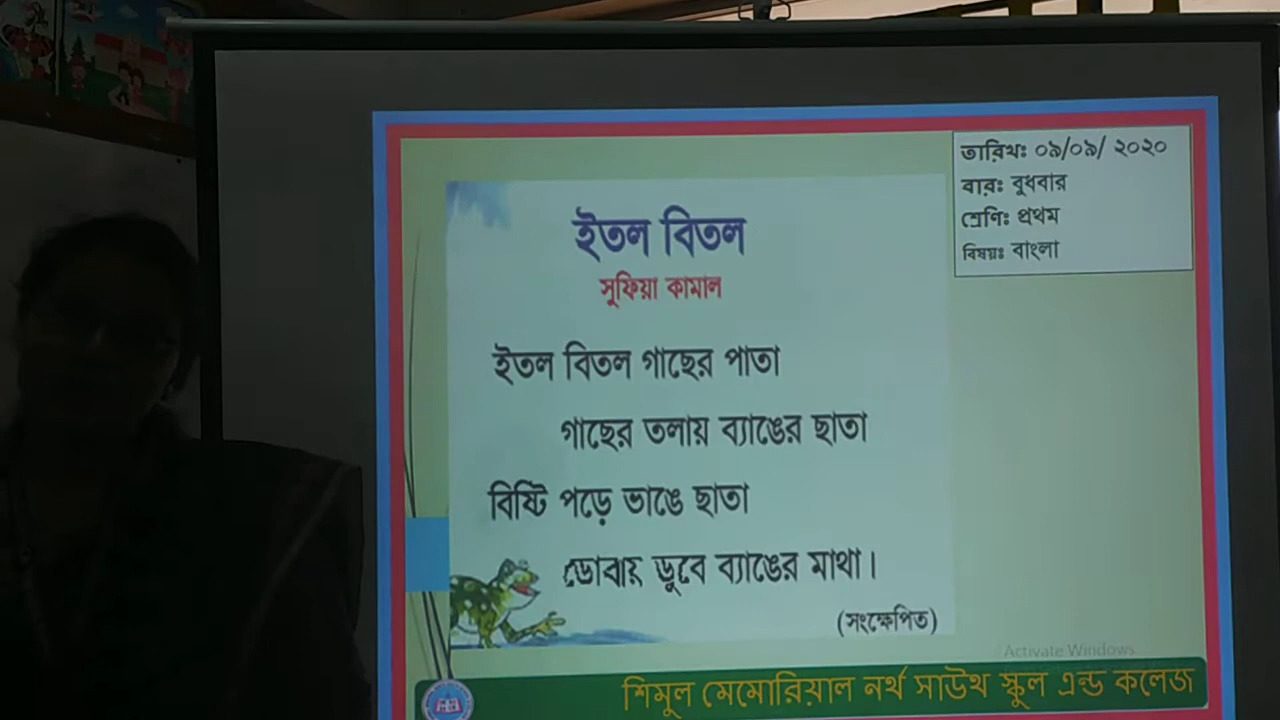 তারিখঃ ০৯/০৯/ ২০২০
বারঃ বুধবার
শ্রেণিঃ প্রথম
বিষয়ঃ বাংলা
ইতল বিতল
সুফিয়া কামাল
ইতল বিতল গাছের পাতা
গাছের তলায় ব্যাঙের ছাতা
বিষ্টি পড়ে ভাঙে ছাতা
ডোবায় ডুবে ব্যাঙের মাথা।
(সংক্ষেপিত)
Activate Windows
শিমুল মেমোরিয়াল নর্থ সাউথ স্কুল এন্ড কলেজ